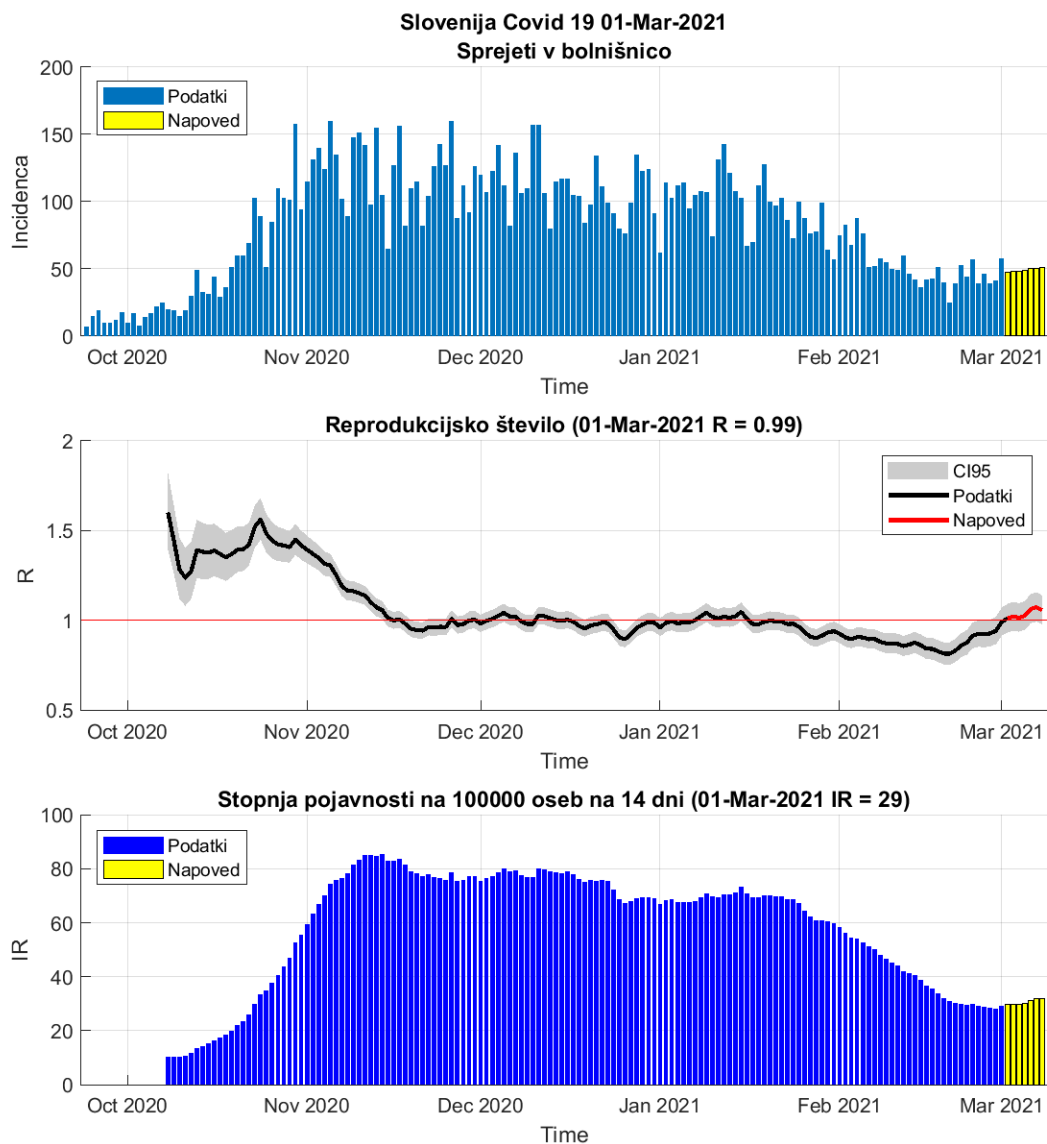 Slovenija Covid 19 01-Mar-2021
Sprejeti v bolnišnico
200
150
100
50
0
Incidenca
Podatki
Napoved
Oct 2020 Nov 2020 Dec 2020 Jan 2021 Feb 2021 Mar 2021
Time
Reprodukcijsko število (01-Mar-2021 R = 0.99)
2
1.5
1
0.5
R
CI95
Podatki
Napoved
Oct 2020 Nov 2020 Dec 2020 Jan 2021 Feb 2021 Mar 2021
Time
Stopnja pojavnosti na 100000 oseb na 14 dni (01-Mar-2021 IR = 29)
100
80
60
40
20
0
IR
Podatki
Napoved
Oct 2020 Nov 2020 Dec 2020 Jan 2021 Feb 2021 Mar 2021
Time